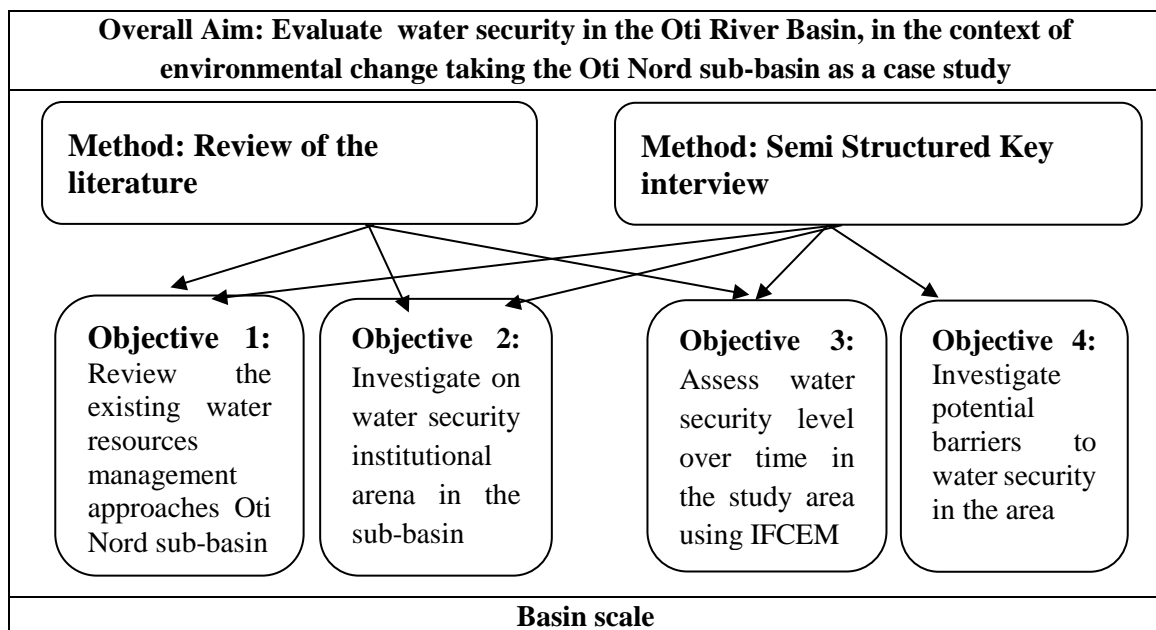 Overall Aim: Evaluate water security in the Oti River Basin, in the context of
environmental change taking the Oti Nord sub-basin as a case study
Method: Review of the
literature
Method: Semi Structured Key
interview
Objective 1:
Review the
existing water
resources
management
approaches Oti
Nord sub-basin
Objective 2:
Investigate on
water security
institutional
arena in the
sub-basin
Objective 3:
Assess water
security level
over time in
the study area
using IFCEM
Objective 4:
Investigate
potential
barriers to
water security
in the area
Basin scale